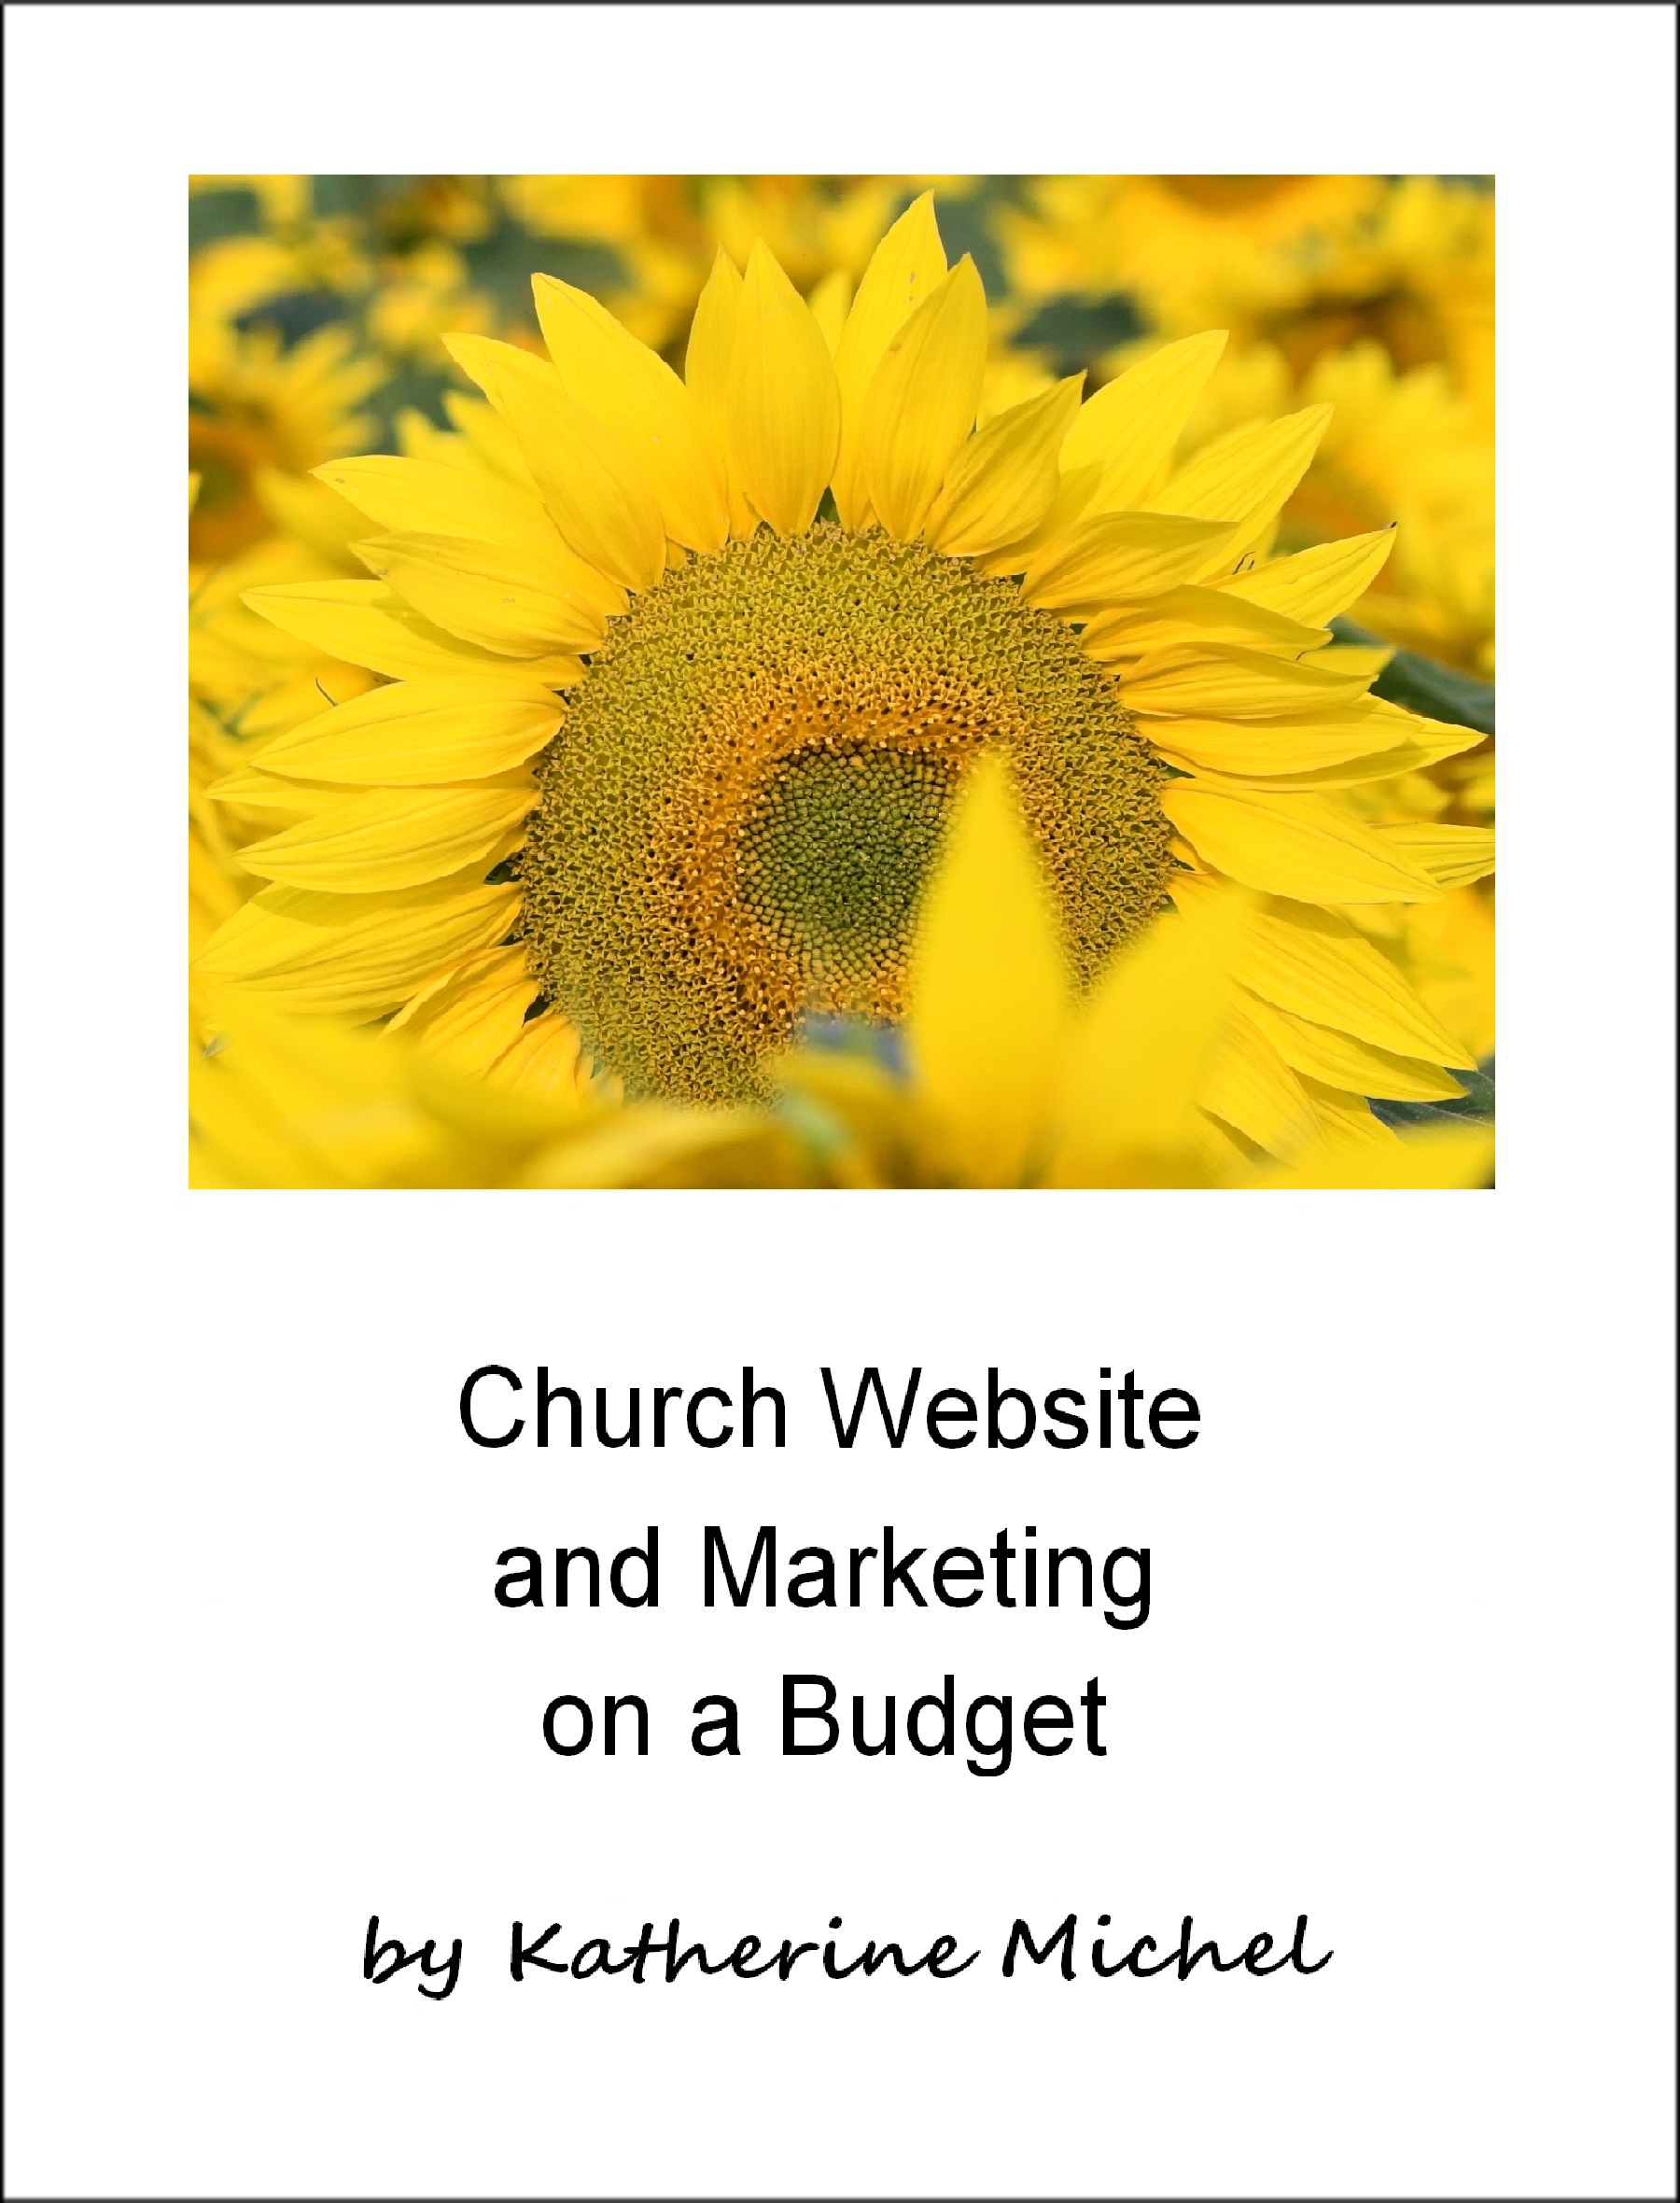 Church Website
and Marketing
on a Budget
by Katherine Michel